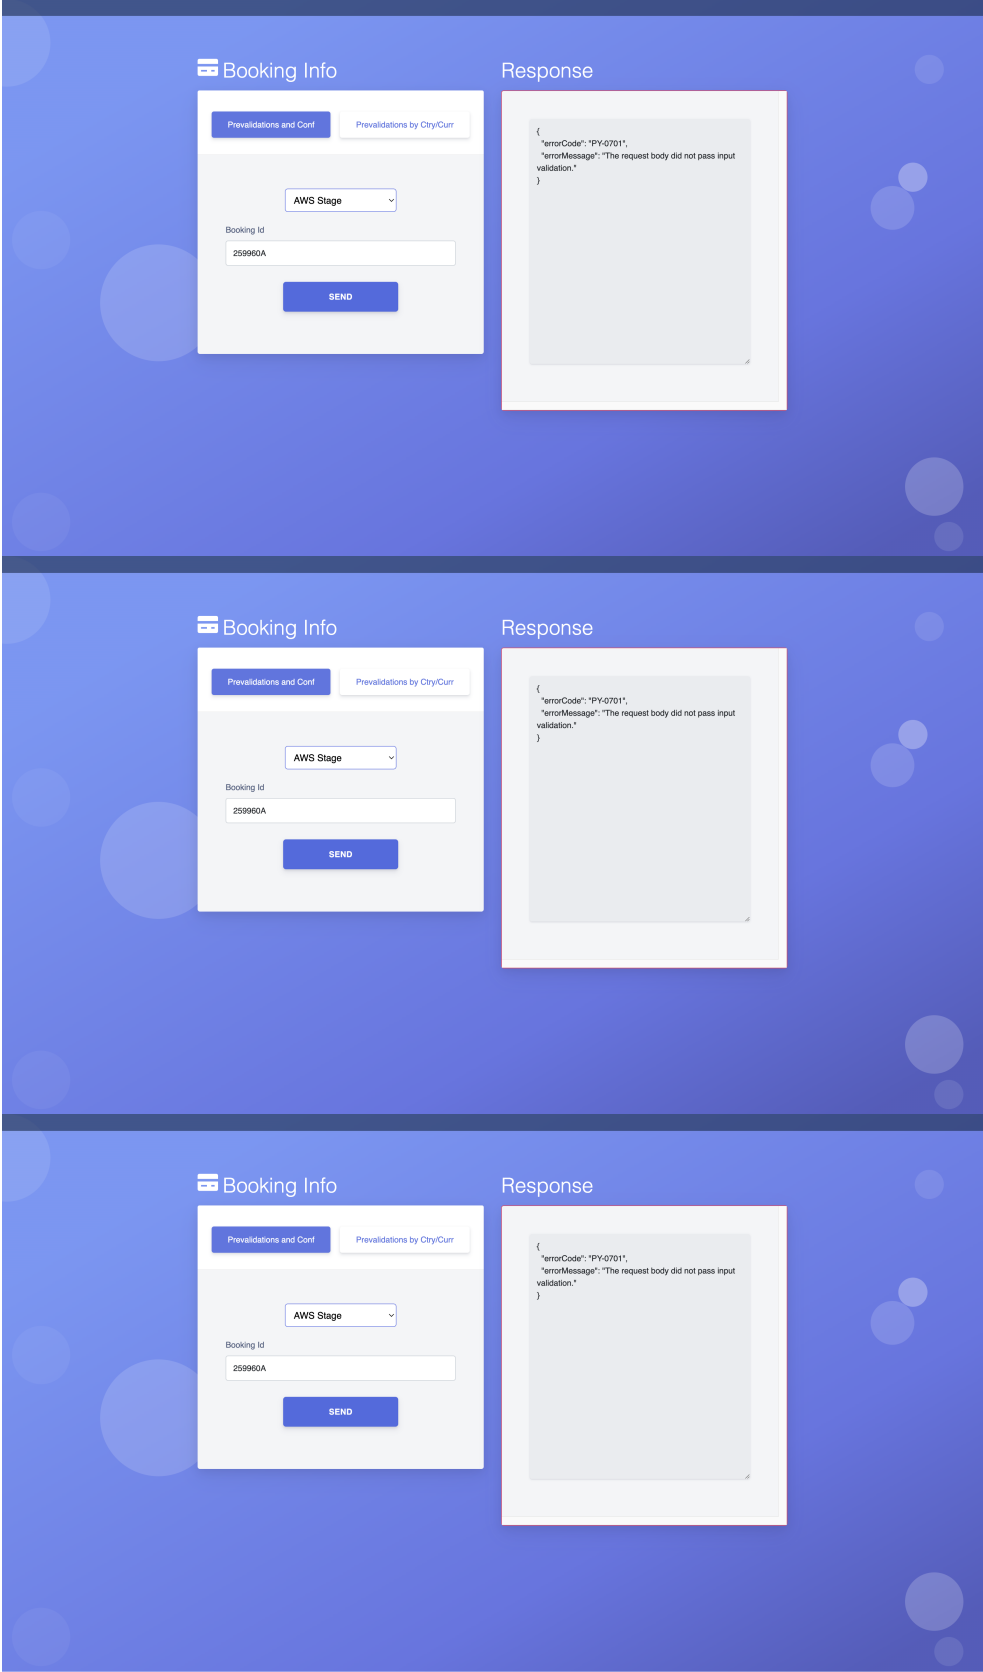 Booking Info
Prevalidations and Conf
Prevalidations by Ctry/Curr
AWS Stage
Booking Id
259960A
SEND
Response
{
"errorCode": "PY-0701",
"errorMessage": "The request body did not pass input
validation."
}
Booking Info
Prevalidations and Conf
Prevalidations by Ctry/Curr
AWS Stage
Booking Id
259960A
SEND
Response
{
"errorCode": "PY-0701",
"errorMessage": "The request body did not pass input
validation."
}
Booking Info
Prevalidations and Conf
Prevalidations by Ctry/Curr
AWS Stage
Booking Id
259960A
SEND
Response
{
"errorCode": "PY-0701",
"errorMessage": "The request body did not pass input
validation."
}